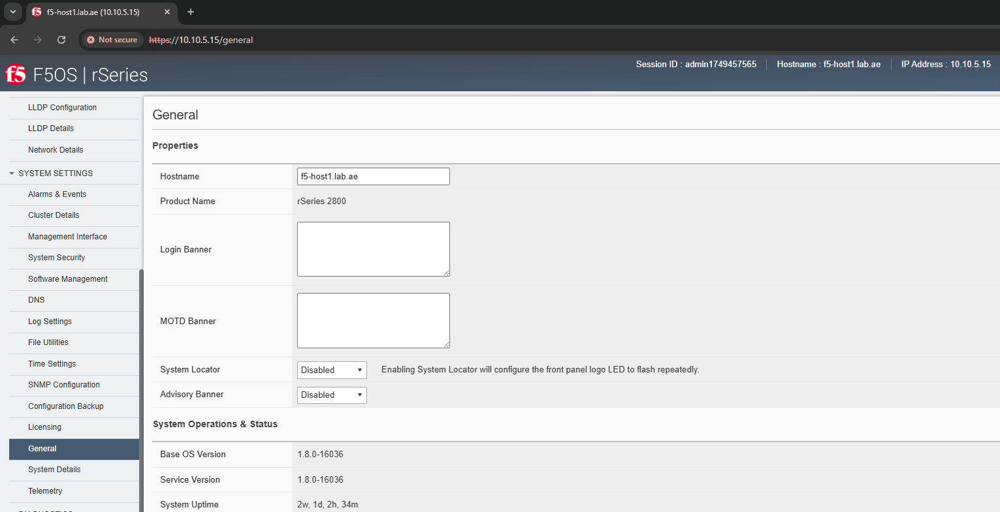 f5-host1.lab.ae (10.10.5.15)
Not secure https://10.10.5.15/general
f5 F5OS | rSeries
Session ID : admin1749457565 Hostname : f5-host1.lab.ae IP Address : 10.10.5.15
LLDP Configuration
LLDP Details
Network Details
SYSTEM SETTINGS
Alarms & Events
Cluster Details
Management Interface
System Security
Software Management
DNS
Log Settings
File Utilities
Time Settings
SNMP Configuration
Configuration Backup
Licensing
General
System Details
Telemetry
General
Properties
Hostname f5-host1.lab.ae
Product Name rSeries 2800
Login Banner
MOTD Banner
System Locator Disabled Enabling System Locator will configure the front panel logo LED to flash repeatedly.
Advisory Banner Disabled
System Operations & Status
Base OS Version 1.8.0-16036
Service Version 1.8.0-16036
System Uptime 2w, 1d, 2h, 34m